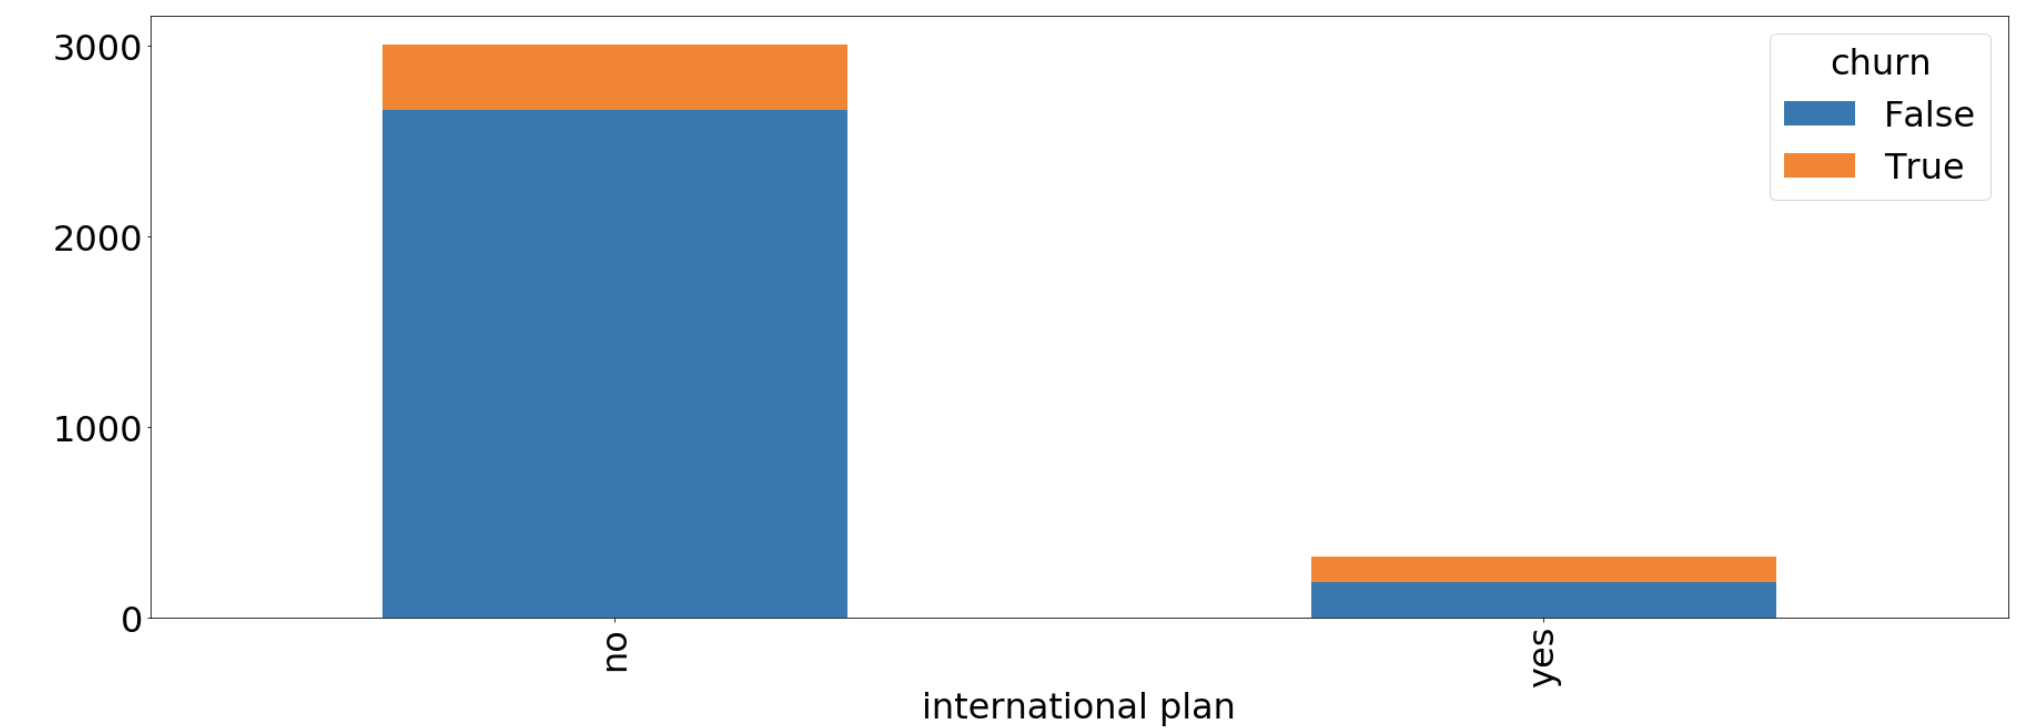 3000
2000
1000
0
churn
False
True
no
yes
international plan